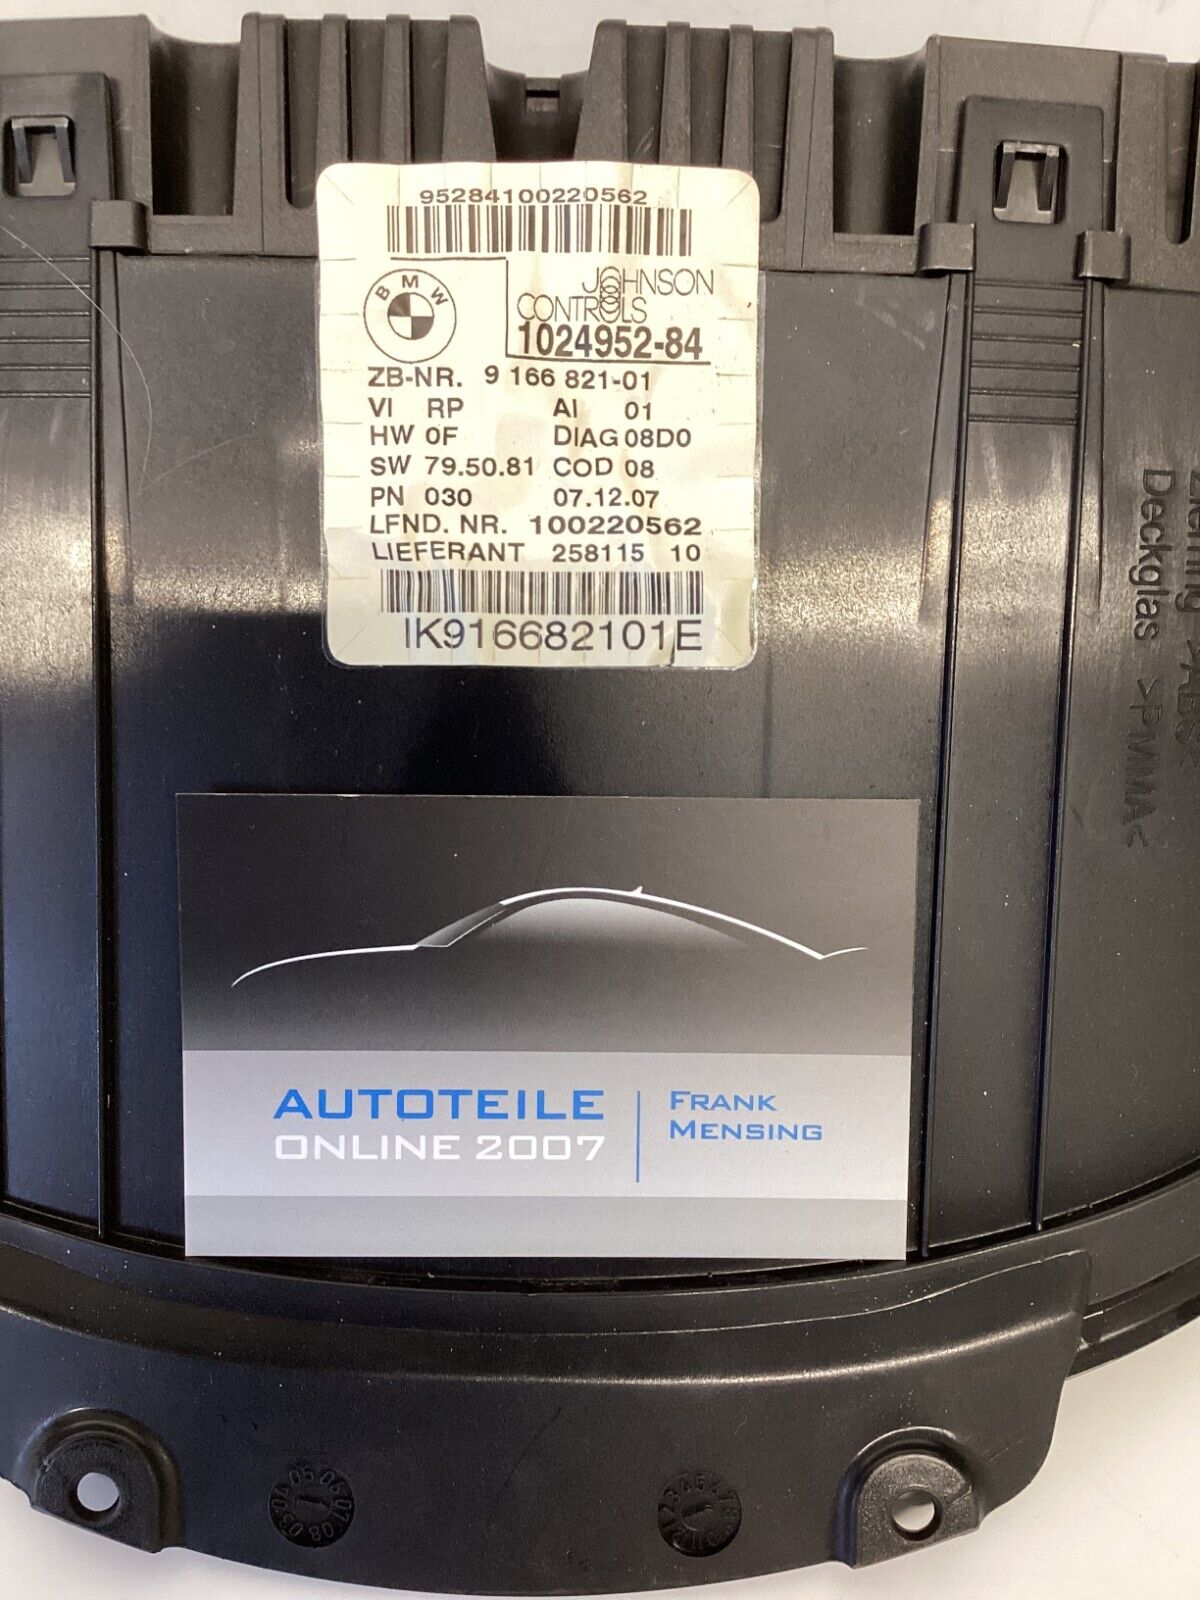 95284100220562
BMW
JOHNSON
CONTROLS
1024952-84
ZB-NR. 9 166 821-01
VI RP AI 01
HW 0F DIAG 08D0
SW 79.50.81 COD 08
PN 030 07.12.07
LFND. NR. 100220562
LIEFERANT 258115 10
IK916682101E
Deckglas >PMMA<
AUTOTEILE
ONLINE 2007
FRANK
MENSING